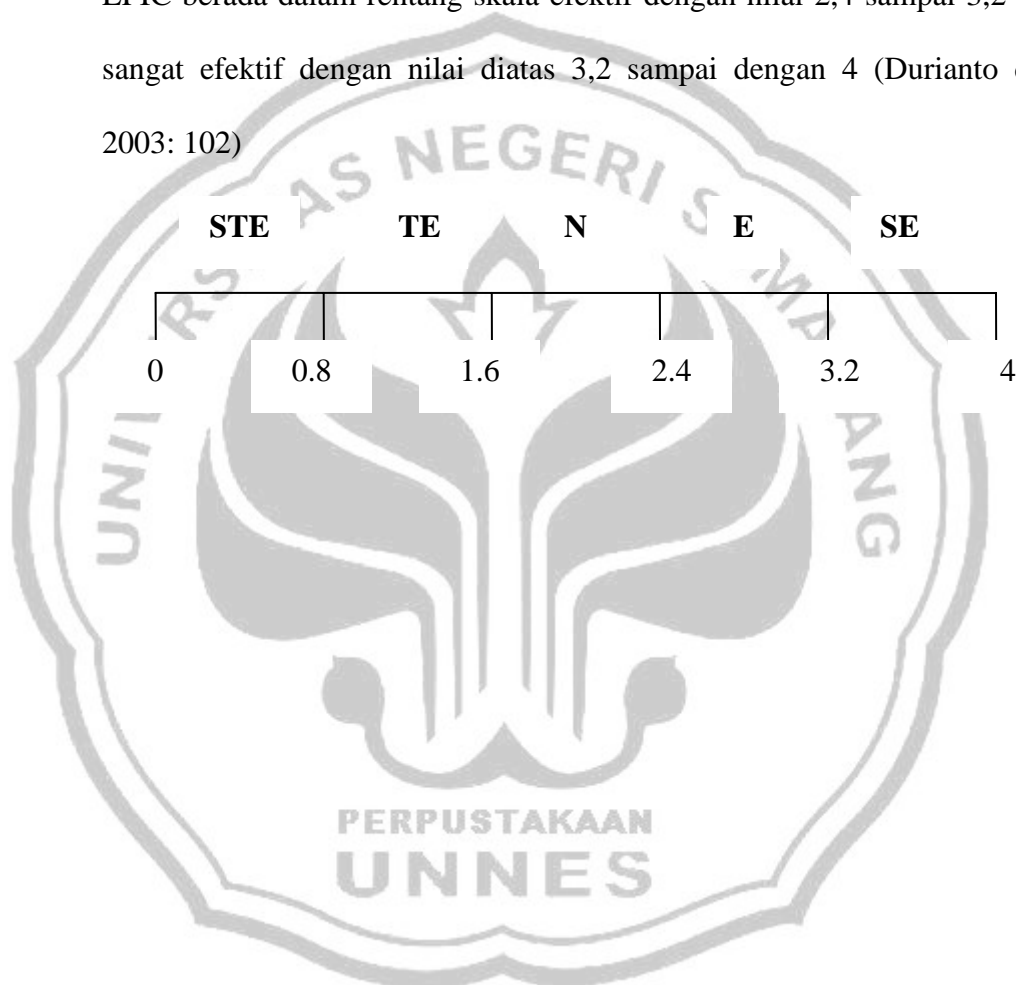 EPIC berada dalam rentang skala efektif dengan nilai 2,4 sampai 3,2
sangat efektif dengan nilai diatas 3,2 sampai dengan 4 (Durianto
2003: 102)
STE TE N E SE
0 0.8 1.6 2.4 3.2 4
NEGERI
PERPUSTAKAAN
UNNES